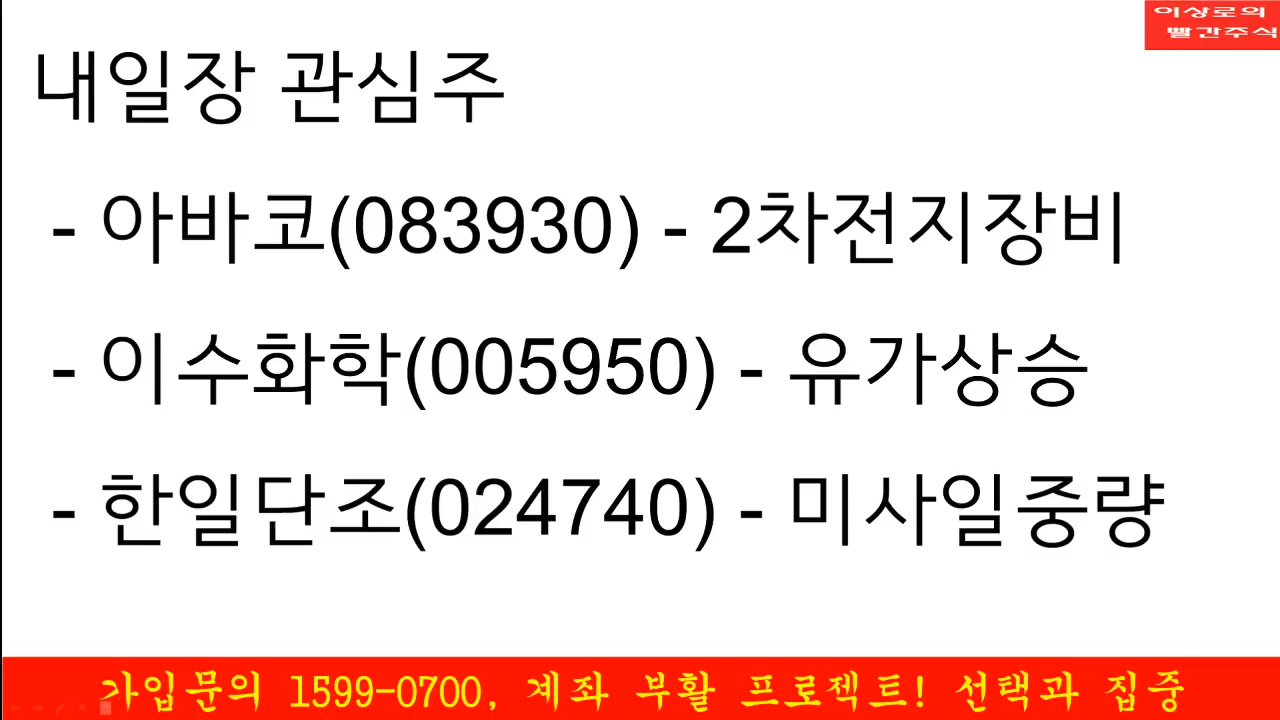 이상로의
빨간주식
내일장 관심주
- 아바코(083930) - 2차전지장비
- 이수화학(005950) - 유가상승
- 한일단조(024740) - 미사일중량
가입문의 1599-0700, 계좌 부활 프로젝트! 선택과 집중